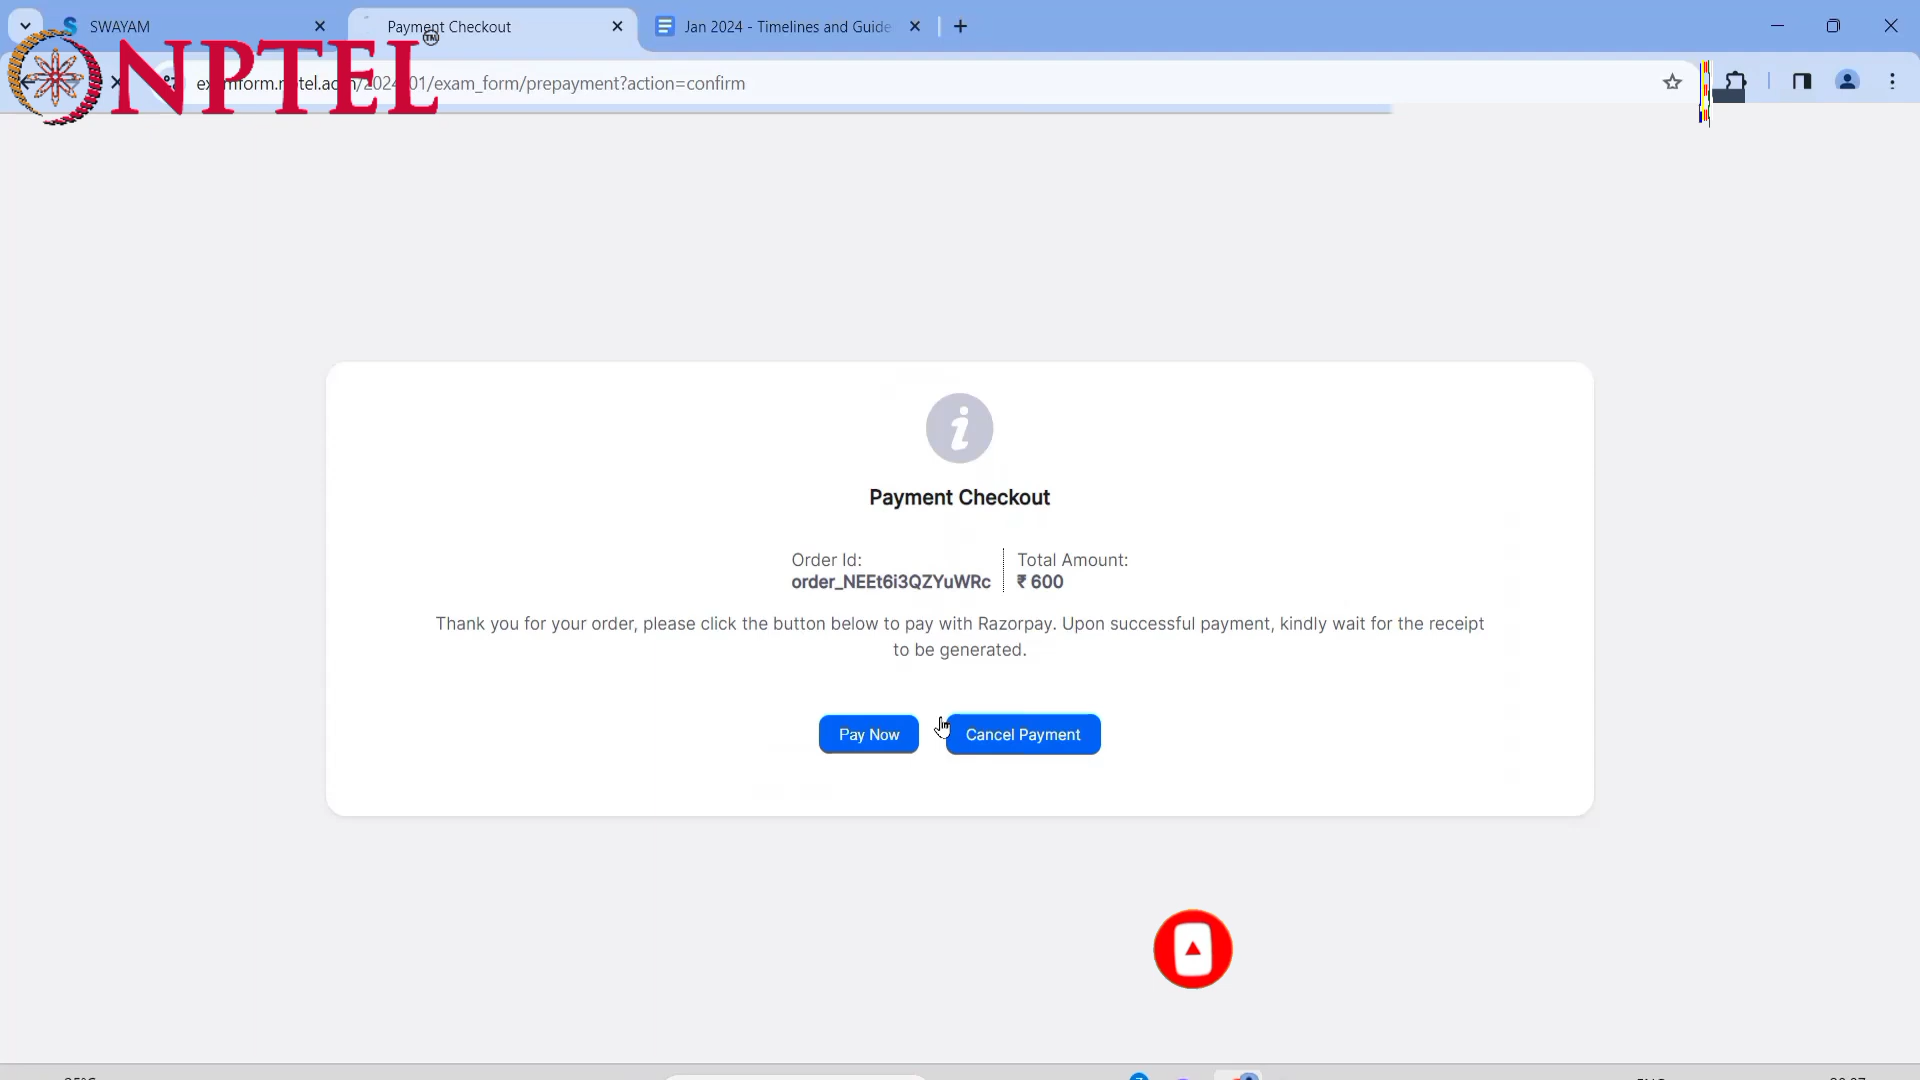 SWAYAM
Payment Checkout
Jan 2024 - Timelines and Guide
NPTEL
TM
/exam_form/prepayment?action=confirm
i
Payment Checkout
Order Id:
order_NEEt6i3QZYuWRc
Total Amount:
₹ 600
Thank you for your order, please click the button below to pay with Razorpay. Upon successful payment, kindly wait for the receipt
to be generated.
Pay Now
Cancel Payment